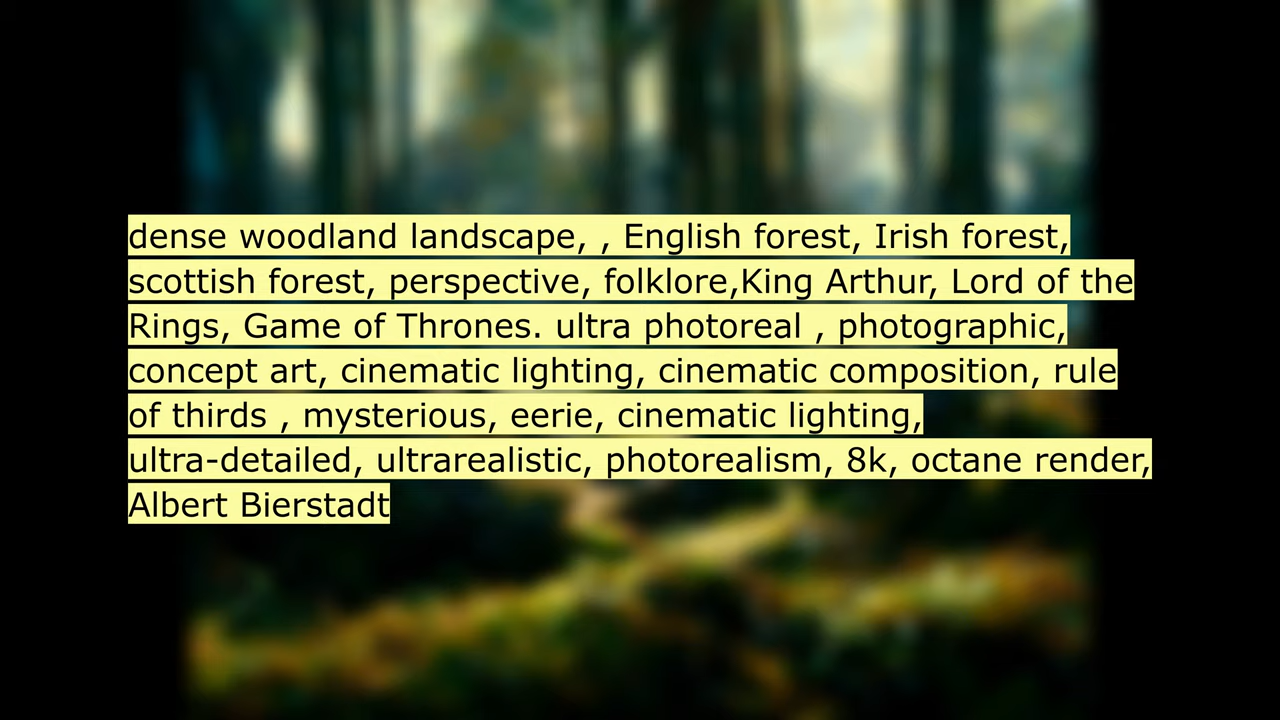 dense woodland landscape, , English forest, Irish forest,
scottish forest, perspective, folklore,King Arthur, Lord of the
Rings, Game of Thrones. ultra photoreal , photographic,
concept art, cinematic lighting, cinematic composition, rule
of thirds , mysterious, eerie, cinematic lighting,
ultra-detailed, ultrarealistic, photorealism, 8k, octane render,
Albert Bierstadt